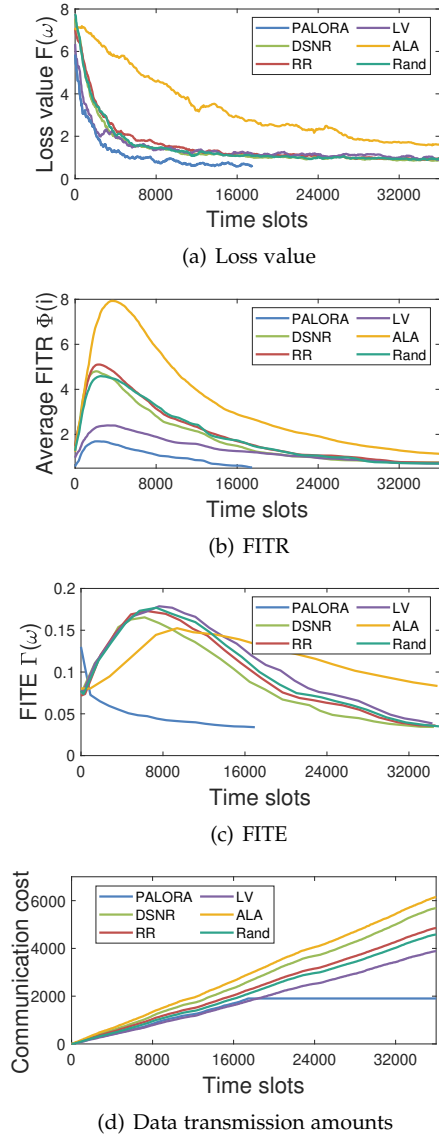 8
6
4
2
0
Loss value F(ω)
PALORA
DSNR
RR
LV
ALA
Rand
0 8000 16000 24000 32000
Time slots
(a) Loss value
8
6
4
2
Average FITR Φ(i)
PALORA
DSNR
RR
LV
ALA
Rand
0 8000 16000 24000 32000
Time slots
(b) FITR
0.2
0.15
0.1
0.05
0
FITE Γ(ω)
PALORA
DSNR
RR
LV
ALA
Rand
0 8000 16000 24000 32000
Time slots
(c) FITE
6000
4000
2000
0
Communication cost
PALORA
DSNR
RR
LV
ALA
Rand
0 8000 16000 24000 32000
Time slots
(d) Data transmission amounts